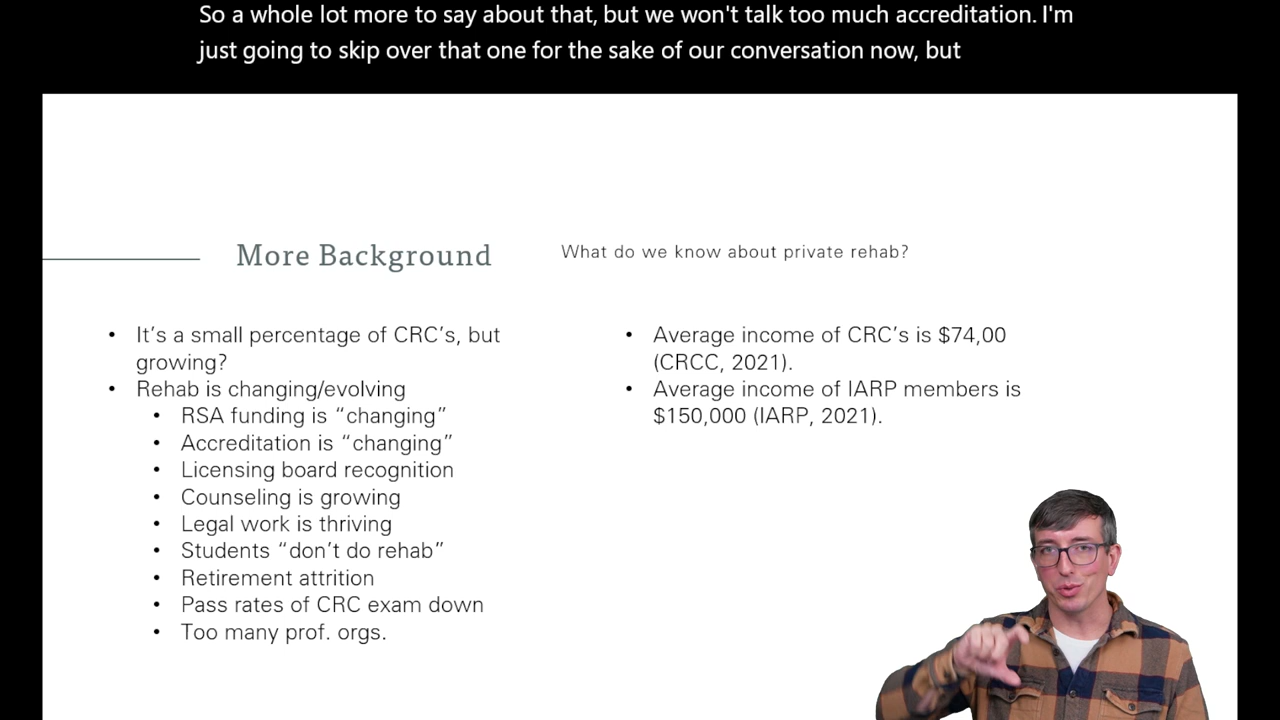 So a whole lot more to say about that, but we won't talk too much accreditation. I'm
just going to skip over that one for the sake of our conversation now, but
More Background
What do we know about private rehab?
• It’s a small percentage of CRC’s, but
growing?
• Rehab is changing/evolving
• RSA funding is “changing”
• Accreditation is “changing”
• Licensing board recognition
• Counseling is growing
• Legal work is thriving
• Students “don’t do rehab”
• Retirement attrition
• Pass rates of CRC exam down
• Too many prof. orgs.
• Average income of CRC’s is $74,00
(CRCC, 2021).
• Average income of IARP members is
$150,000 (IARP, 2021).